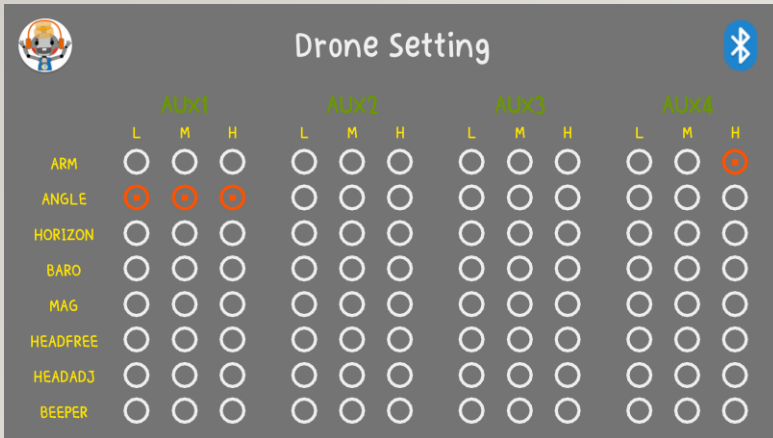 Drone Setting
AUX1 AUX2 AUX3 AUX4
L M H L M H L M H L M H
ARM
ANGLE
HORIZON
BARO
MAG
HEADFREE
HEADADJ
BEEPER